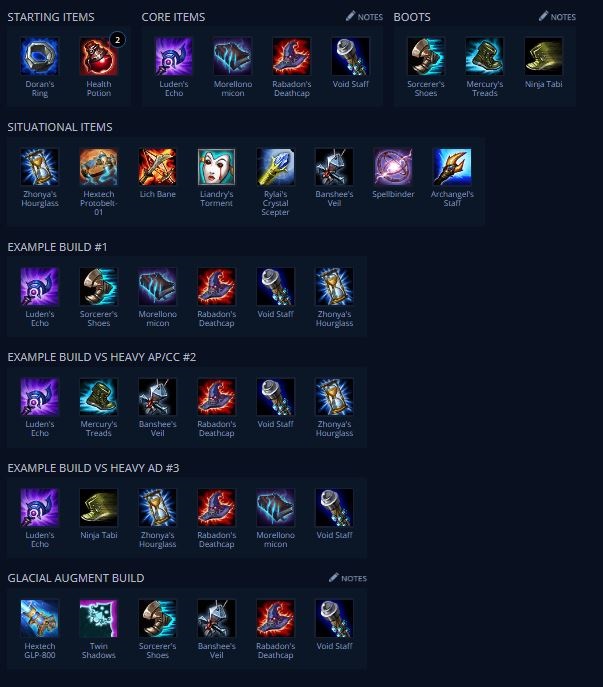 STARTING ITEMS
CORE ITEMS
NOTES
BOOTS
NOTES
2
Doran's
Ring
Health
Potion
Luden's
Echo
Morellono
micon
Rabadon's
Deathcap
Void Staff
Sorcerer's
Shoes
Mercury's
Treads
Ninja Tabi
SITUATIONAL ITEMS
Zhonya's
Hourglass
Hextech
Protobelt-
01
Lich Bane
Liandry's
Torment
Rylai's
Crystal
Scepter
Banshee's
Veil
Spellbinder
Archangel's
Staff
EXAMPLE BUILD #1
Luden's
Echo
Sorcerer's
Shoes
Morellono
micon
Rabadon's
Deathcap
Void Staff
Zhonya's
Hourglass
EXAMPLE BUILD VS HEAVY AP/CC #2
Luden's
Echo
Mercury's
Treads
Banshee's
Veil
Rabadon's
Deathcap
Void Staff
Zhonya's
Hourglass
EXAMPLE BUILD VS HEAVY AD #3
Luden's
Echo
Ninja Tabi
Zhonya's
Hourglass
Rabadon's
Deathcap
Morellono
micon
Void Staff
GLACIAL AUGMENT BUILD
NOTES
Hextech
GLP-800
Twin
Shadows
Sorcerer's
Shoes
Banshee's
Veil
Rabadon's
Deathcap
Void Staff